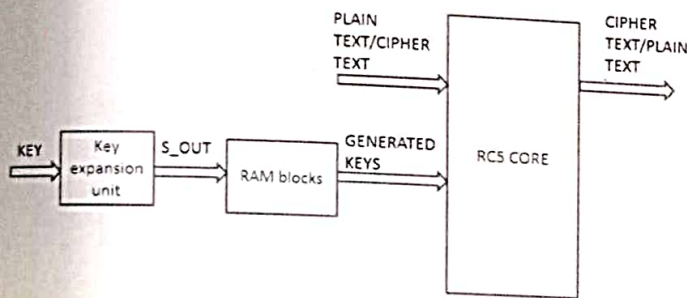 PLAIN
TEXT/CIPHER
TEXT
CIPHER
TEXT/PLAIN
TEXT
KEY
Key
expansion
unit
S_OUT
RAM blocks
GENERATED
KEYS
RC5 CORE